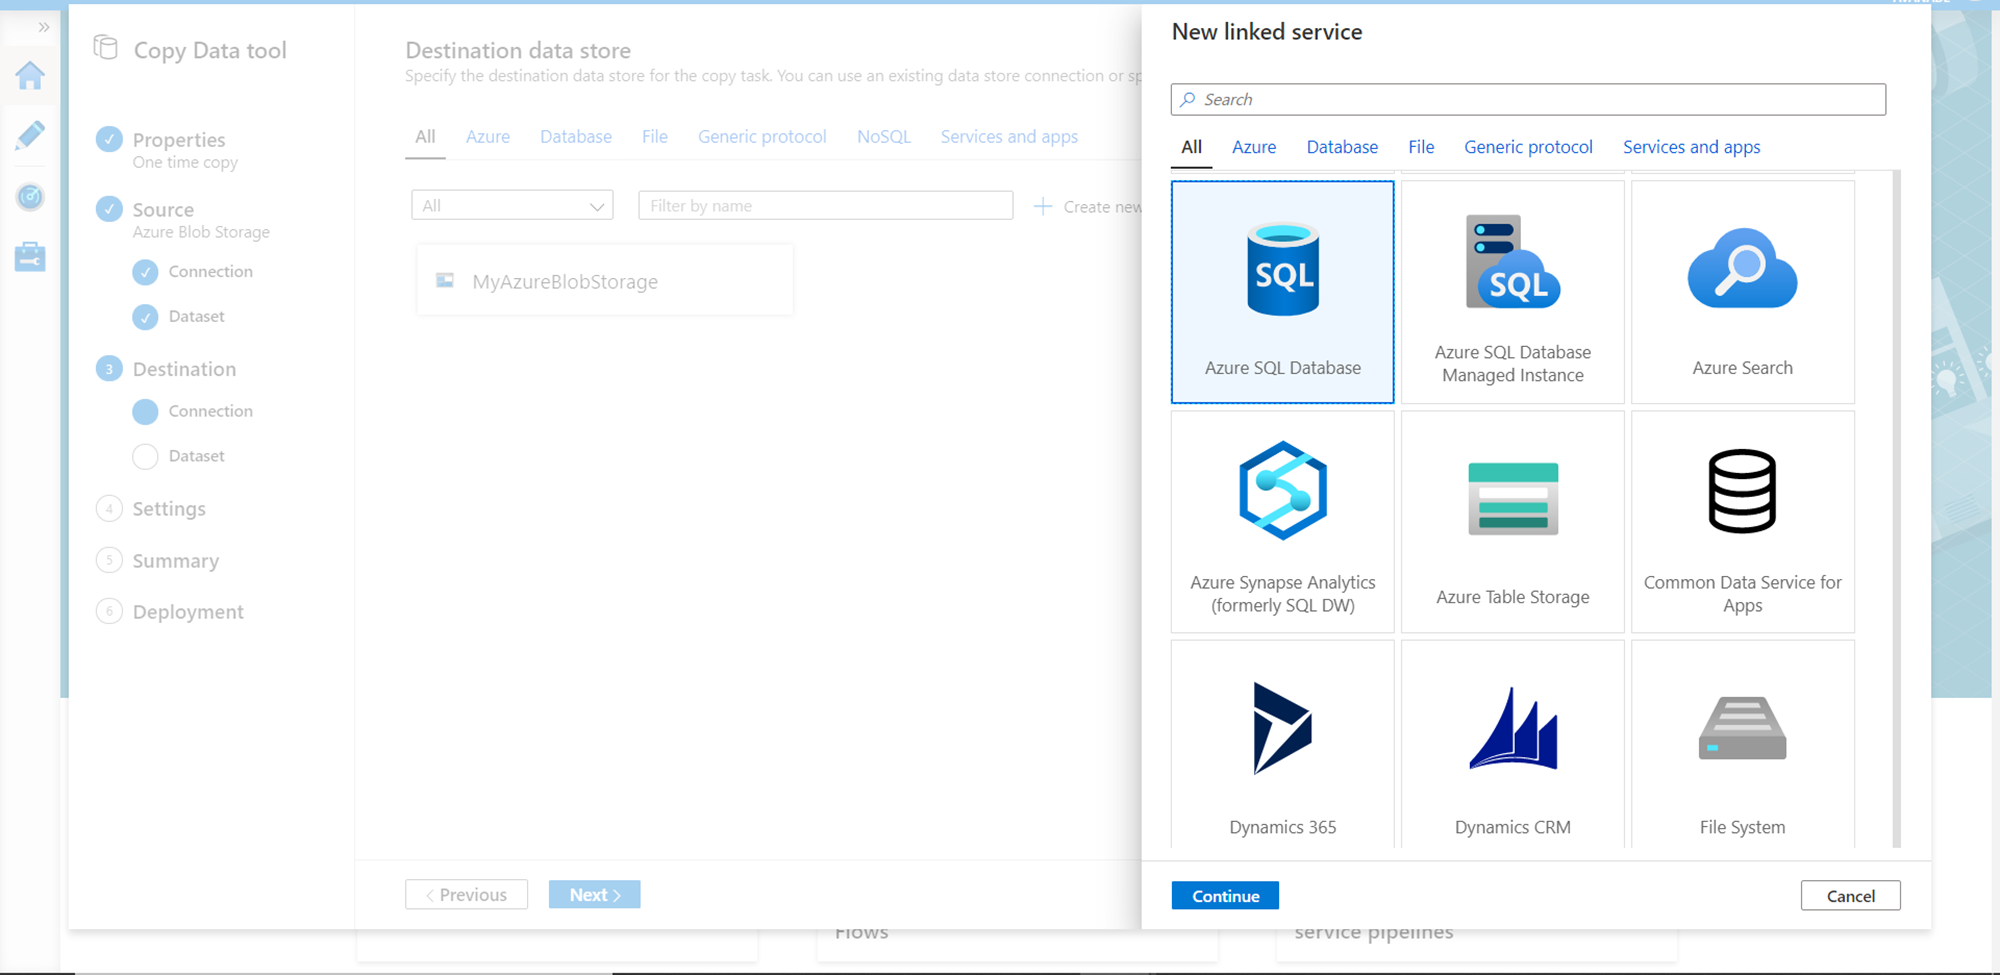 Copy Data tool
Properties
One time copy
Source
Azure Blob Storage
Connection
Dataset
3
Destination
Connection
Dataset
4
Settings
5
Summary
6
Deployment
Destination data store
Specify the destination data store for the copy task. You can use an existing data store connection or
All
Azure
Database
File
Generic protocol
NoSQL
Services and apps
All
Filter by name
Create new
MyAzureBlobStorage
Previous
Next
New linked service
Search
All
Azure
Database
File
Generic protocol
Services and apps
SQL
Azure SQL Database
SQL
Azure SQL Database
Managed Instance
Azure Search
Azure Synapse Analytics
(formerly SQL DW)
Azure Table Storage
Common Data Service for
Apps
Dynamics 365
Dynamics CRM
File System
Continue
Cancel
Flows
service pipelines